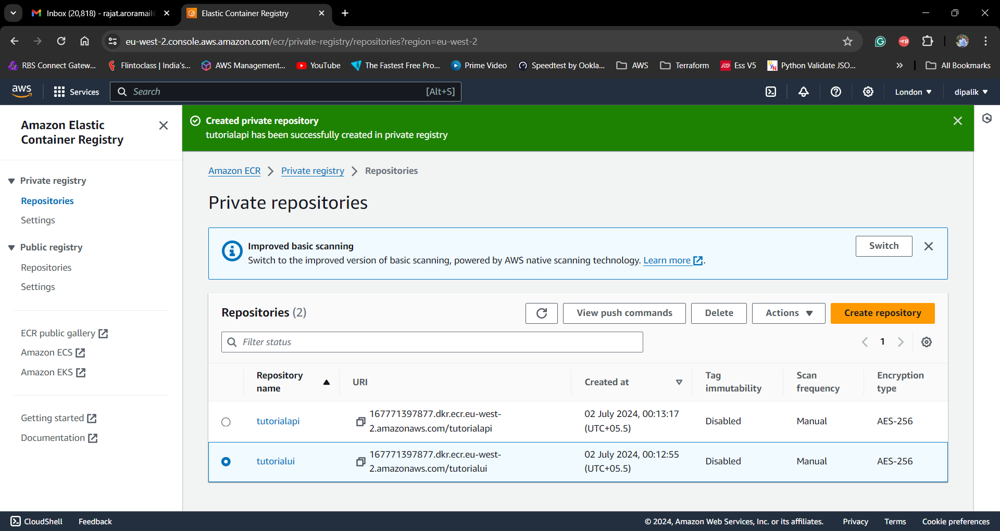 Inbox (20,818) - rajat.aroramail
Elastic Container Registry
eu-west-2.console.aws.amazon.com/ecr/private-registry/repositories?region=eu-west-2
RBS Connect Gatew...
Flintoclass | India's...
AWS Management...
YouTube
The Fastest Free Pro...
Prime Video
Speedtest by Ookla...
AWS
Terraform
Ess V5
Python Validate JSO...
All Bookmarks
aws
Services
Search
[Alt+S]
London
dipalik
Amazon Elastic
Container Registry
Private registry
Repositories
Settings
Public registry
Repositories
Settings
ECR public gallery
Amazon ECS
Amazon EKS
Getting started
Documentation
Created private repository
tutorialapi has been successfully created in private registry
Amazon ECR
Private registry
Repositories
Private repositories
Improved basic scanning
Switch to the improved version of basic scanning, powered by AWS native scanning technology. Learn more.
Switch
Repositories (2)
View push commands
Delete
Actions
Create repository
Filter status
1
Repository
name
URI
Created at
Tag
immutability
Scan
frequency
Encryption
type
tutorialapi
167771397877.dkr.ecr.eu-west-
2.amazonaws.com/tutorialapi
02 July 2024, 00:13:17
(UTC+05.5)
Disabled
Manual
AES-256
tutorialui
167771397877.dkr.ecr.eu-west-
2.amazonaws.com/tutorialui
02 July 2024, 00:12:55
(UTC+05.5)
Disabled
Manual
AES-256
CloudShell
Feedback
© 2024, Amazon Web Services, Inc. or its affiliates.
Privacy
Terms
Cookie preferences